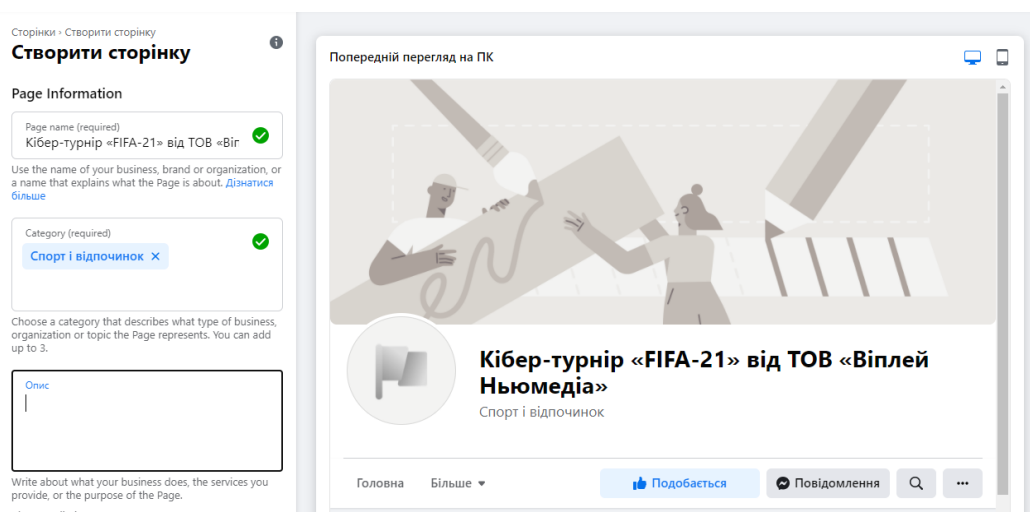 Сторінки › Створити сторінку
Створити сторінку
Page Information
Page name (required)
Кібер-турнір «FIFA-21» від ТОВ «Віп
Use the name of your business, brand or organization, or
a name that explains what the Page is about. Дізнатися
більше
Category (required)
Спорт і відпочинок ×
Choose a category that describes what type of business,
organization or topic the Page represents. You can add
up to 3.
Опис
Write about what your business does, the services you
provide, or the purpose of the Page.
Попередній перегляд на ПК
Кібер-турнір «FIFA-21» від ТОВ «Віплей
Ньюмедіа»
Спорт і відпочинок
Головна Більше Подобається Повідомлення